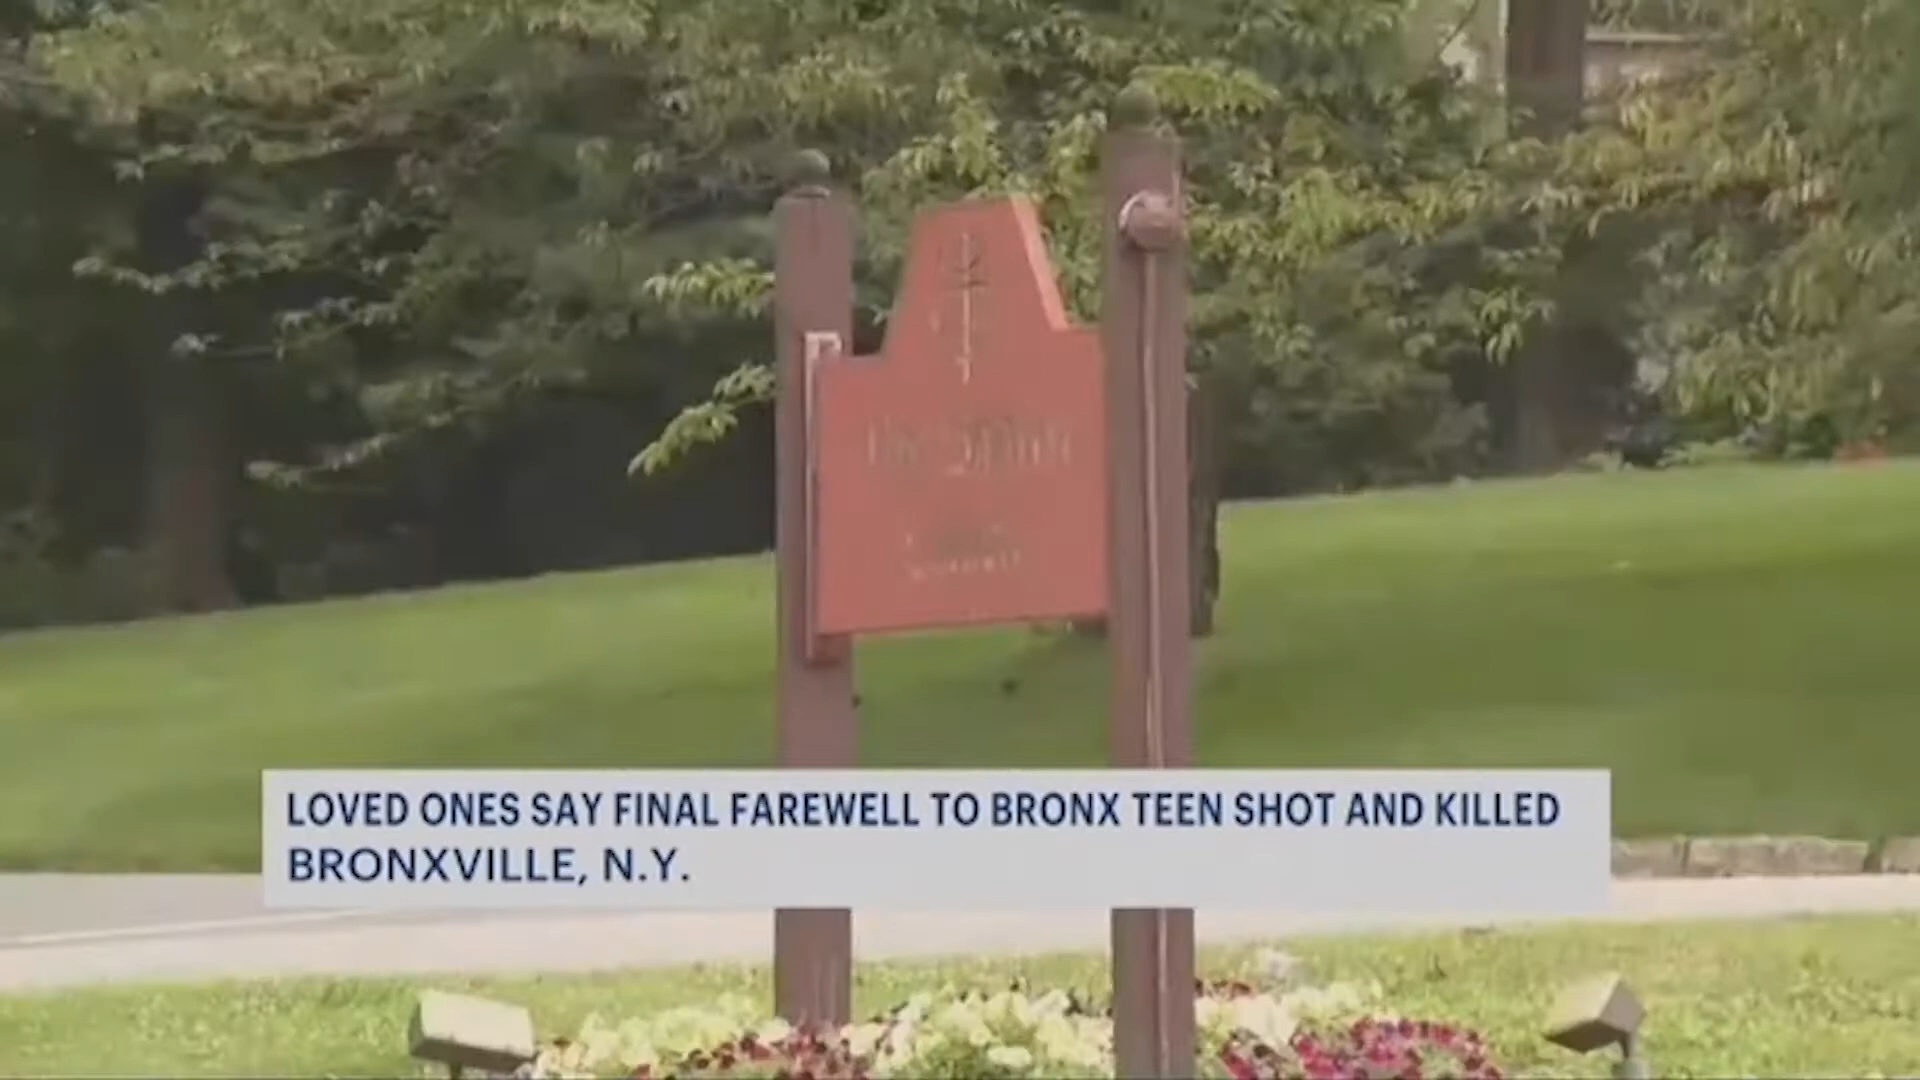 LOVED ONES SAY FINAL FAREWELL TO BRONX TEEN SHOT AND KILLED
BRONXVILLE, N.Y.